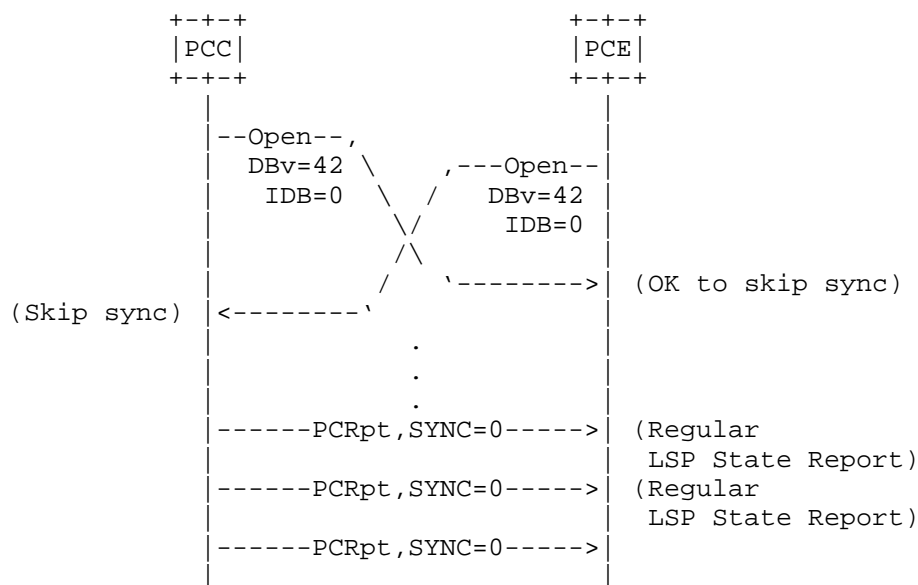 +-+-+                    +-+-+
|PCC|                    |PCE|
+-+-+                    +-+-+
|                        |
|--Open--,               |
|  DBv=42 \    ,---Open--|
|   IDB=0  \  /   DBv=42 |
|           \/     IDB=0 |
|           /\           |
|          /  `--------->| (OK to skip sync)
(Skip sync) |<--------`              |
|            .           |
|            .           |
|            .           |
|------PCRpt,SYNC=0----->| (Regular
|                        |  LSP State Report)
|------PCRpt,SYNC=0----->| (Regular
|                        |  LSP State Report)
|------PCRpt,SYNC=0----->|
|                        |